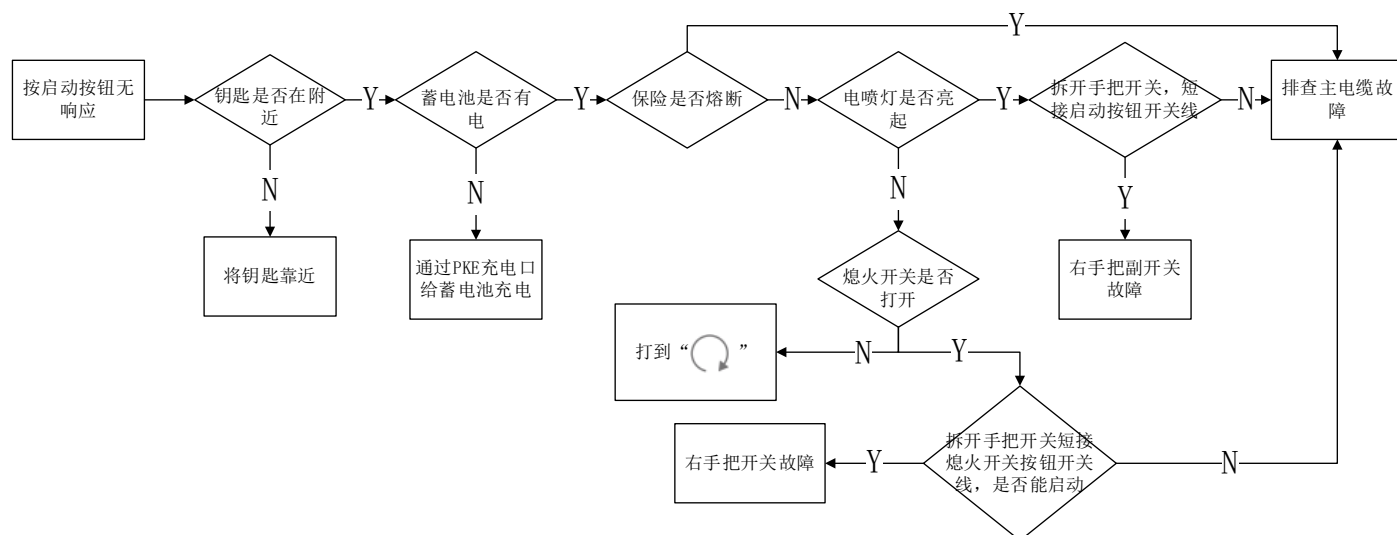 Y
按启动按钮无
响应
钥匙是否在附
近
Y
蓄电池是否有
电
Y
保险是否熔断
N
电喷灯是否亮
起
Y
拆开手把开关，短
接启动按钮开关线
N
排查主电缆故
障
N
N
N
Y
将钥匙靠近
通过PKE充电口
给蓄电池充电
熄火开关是否
打开
右手把副开关
故障
打到“ ”
N
Y
右手把开关故障
Y
拆开手把开关短接
熄火开关按钮开关
线，是否能启动
N